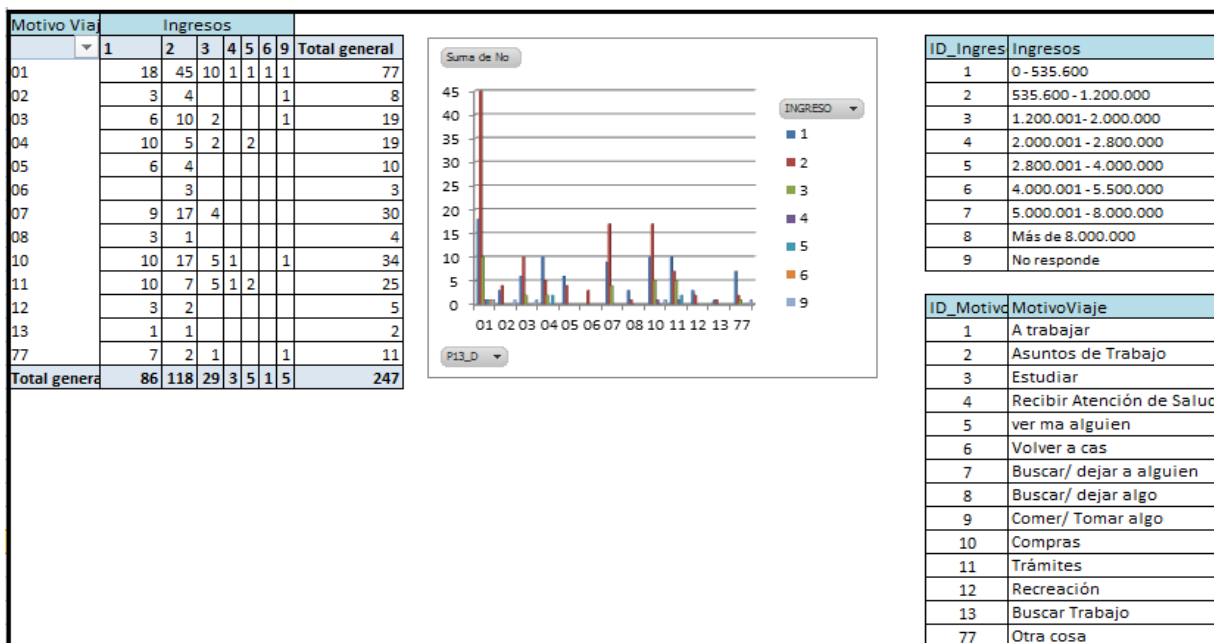 Motivo Viaj Ingresos
1 2 3 4 5 6 9 Total general
01 18 45 10 1 1 1 1 77
02 3 4 1 8
03 6 10 2 1 19
04 10 5 2 2 19
05 6 4 10
06 3 3
07 9 17 4 30
08 3 1 4
10 10 17 5 1 1 34
11 10 7 5 1 2 25
12 3 2 5
13 1 1 2
77 7 2 1 1 11
Total genera 86 118 29 3 5 1 5 247
Suma de No
45
40
35
30
25
20
15
10
5
0
01 02 03 04 05 06 07 08 10 11 12 13 77
P13_D
INGRESO
1
2
3
4
5
6
9
ID_Ingres Ingresos
1 0 - 535.600
2 535.600 - 1.200.000
3 1.200.001- 2.000.000
4 2.000.001 - 2.800.000
5 2.800.001 - 4.000.000
6 4.000.001 - 5.500.000
7 5.000.001 - 8.000.000
8 Más de 8.000.000
9 No responde
ID_Motivo MotivoViaje
1 A trabajar
2 Asuntos de Trabajo
3 Estudiar
4 Recibir Atención de Salud
5 ver ma alguien
6 Volver a cas
7 Buscar/ dejar a alguien
8 Buscar/ dejar algo
9 Comer/ Tomar algo
10 Compras
11 Trámites
12 Recreación
13 Buscar Trabajo
77 Otra cosa